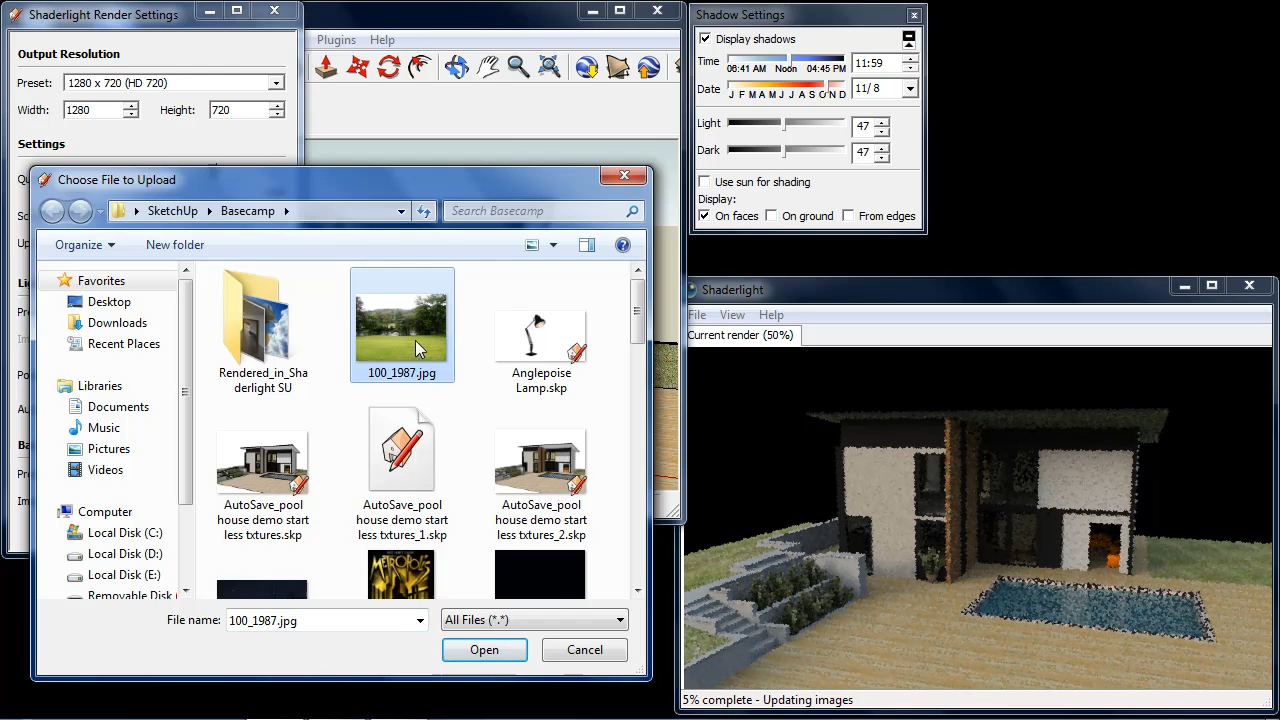 Shaderlight Render Settings
Output Resolution
Preset: 1280 x 720 (HD 720)
Width: 1280 Height: 720
Settings
Plugins Help
Choose File to Upload
SketchUp Basecamp
Search Basecamp
Organize New folder
Favorites
Desktop
Downloads
Recent Places
Libraries
Documents
Music
Pictures
Videos
Computer
Local Disk (C:)
Local Disk (D:)
Local Disk (E:)
Removable Disk
Rendered_in_Sha
derlight SU
100_1987.jpg
Anglepoise
Lamp.skp
AutoSave_pool
house demo start
less txtures.skp
AutoSave_pool
house demo start
less txtures_1.skp
AutoSave_pool
house demo start
less txtures_2.skp
METROPOLIS
File name: 100_1987.jpg
All Files (*.*)
Open Cancel
Shadow Settings
Display shadows
Time 06:41 AM Noon 04:45 PM 11:59
Date J F M A M J J A S O N D 11/ 8
Light 47
Dark 47
Use sun for shading
Display:
On faces On ground From edges
Shaderlight
File View Help
Current render (50%)
5% complete - Updating images